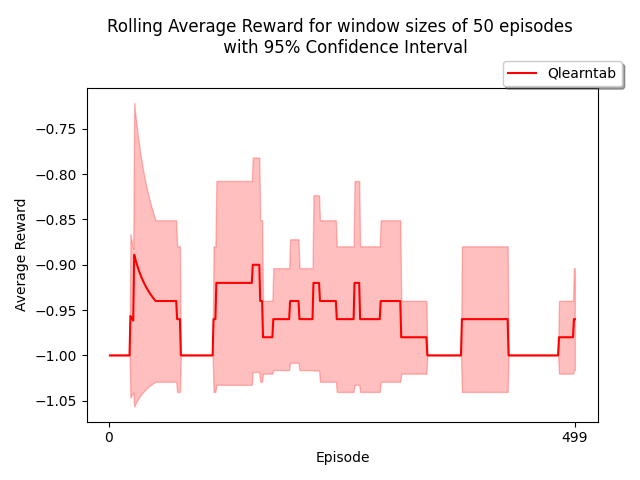 Rolling Average Reward for window sizes of 50 episodes
with 95% Confidence Interval
Qlearntab
−0.75
−0.80
−0.85
−0.90
−0.95
−1.00
−1.05
Average Reward
0
499
Episode